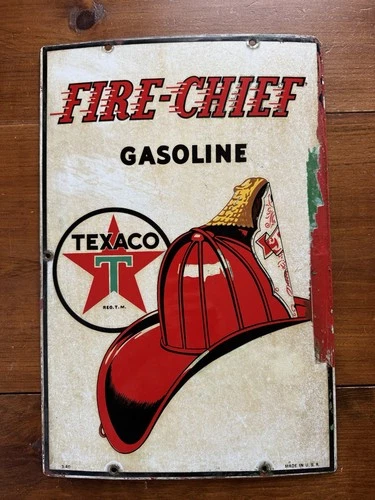 FIRE-CHIEF
GASOLINE
TEXACO
T
REG. T. M.
MADE IN U. S. A.